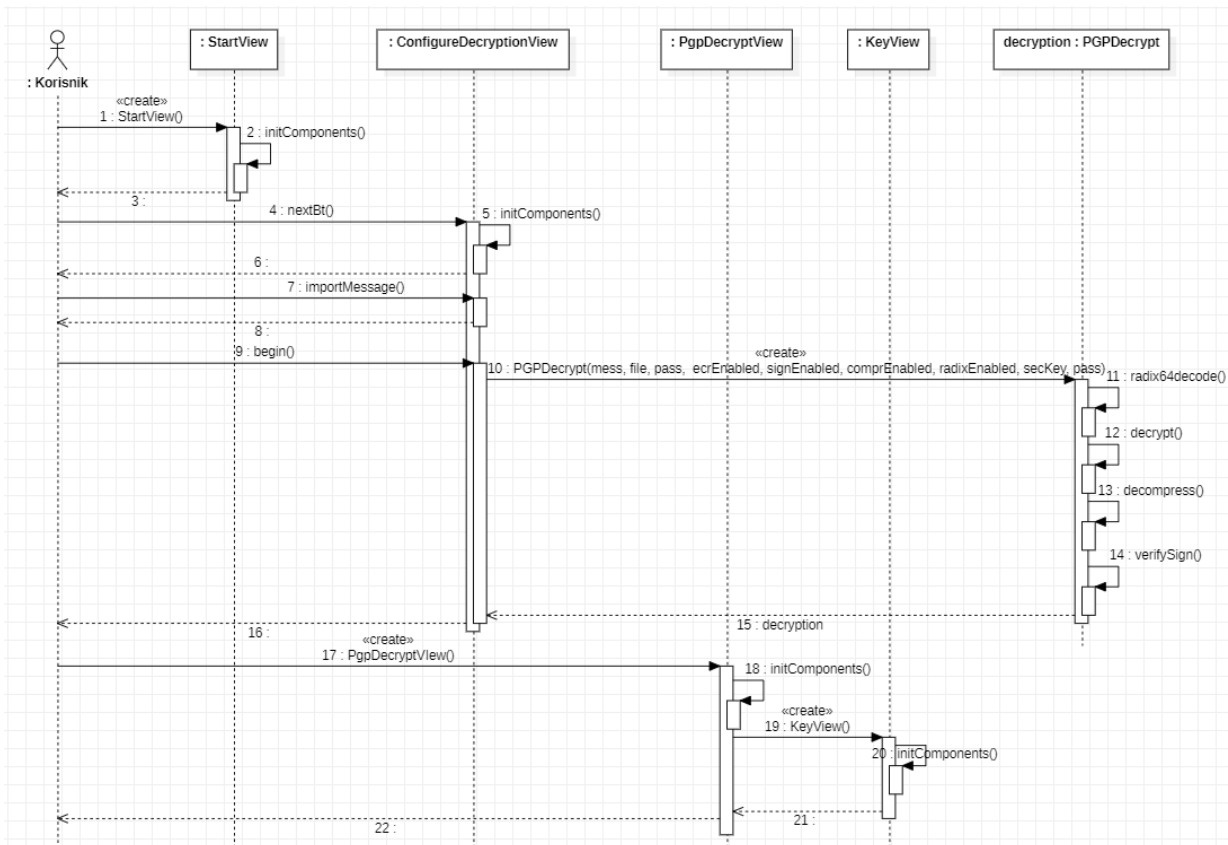 : Korisnik
: StartView
: ConfigureDecryptionView
: PgpDecryptView
: KeyView
decryption : PGPDecrypt
«create»
1 : StartView()
2 : initComponents()
3 :
4 : nextBt()
5 : initComponents()
6 :
7 : importMessage()
8 :
9 : begin()
«create»
10 : PGPDecrypt(mess, file, pass, ecrEnabled, signEnabled, comprEnabled, radixEnabled, secKey, pass)
11 : radix64decode()
12 : decrypt()
13 : decompress()
14 : verifySign()
15 : decryption
16 :
«create»
17 : PgpDecryptVIew()
18 : initComponents()
«create»
19 : KeyView()
20 : initComponents()
21 :
22 :